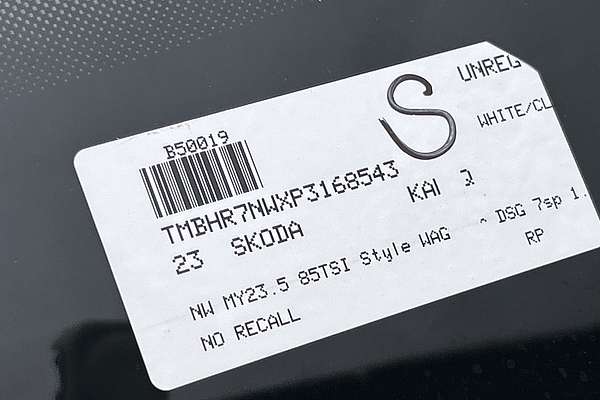 B50019
S
UNREG
WHITE/CL
TMBHR7NWXP3168543
23 SKODA
NW MY23.5 85TSI Style WAG DSG 7sp 1.
NO RECALL
RP